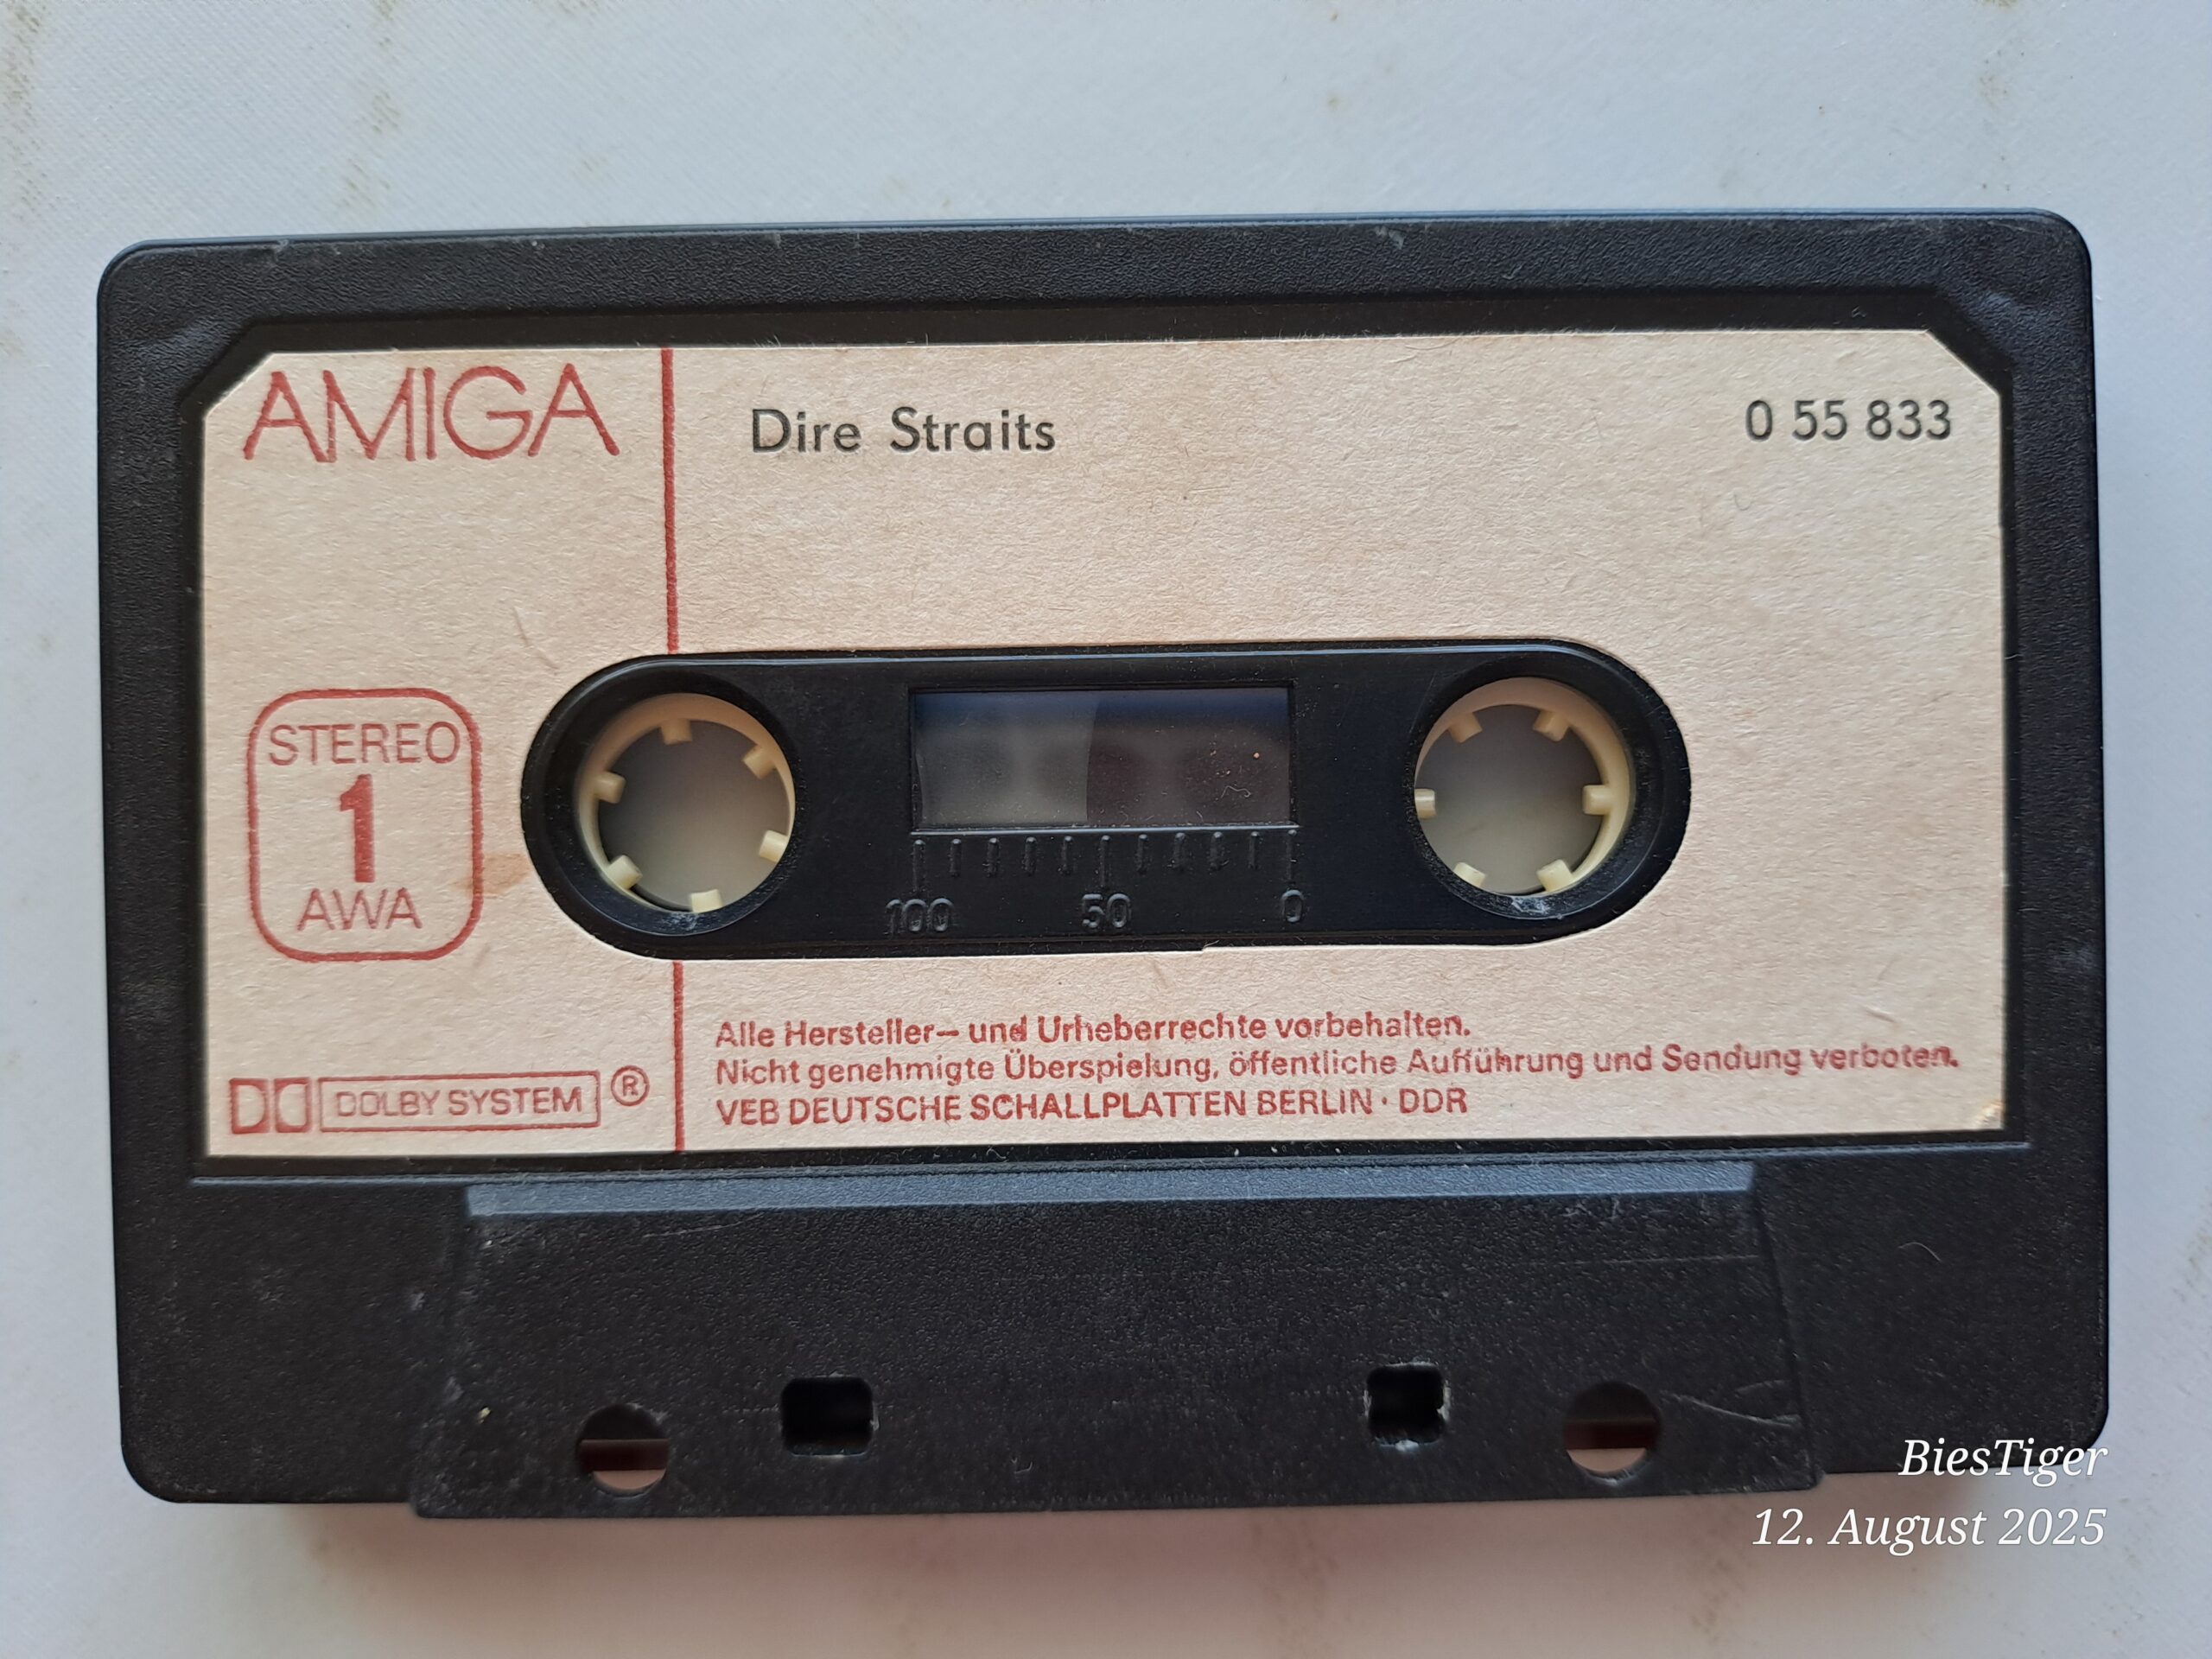 AMIGA
Dire Straits
0 55 833
STEREO
1
AWA
100 50 0
DOLBY SYSTEM ®
Alle Hersteller- und Urheberrechte vorbehalten.
Nicht genehmigte Überspielung, öffentliche Aufführung und Sendung verboten.
VEB DEUTSCHE SCHALLPLATTEN BERLIN · DDR
BiesTiger
12. August 2025